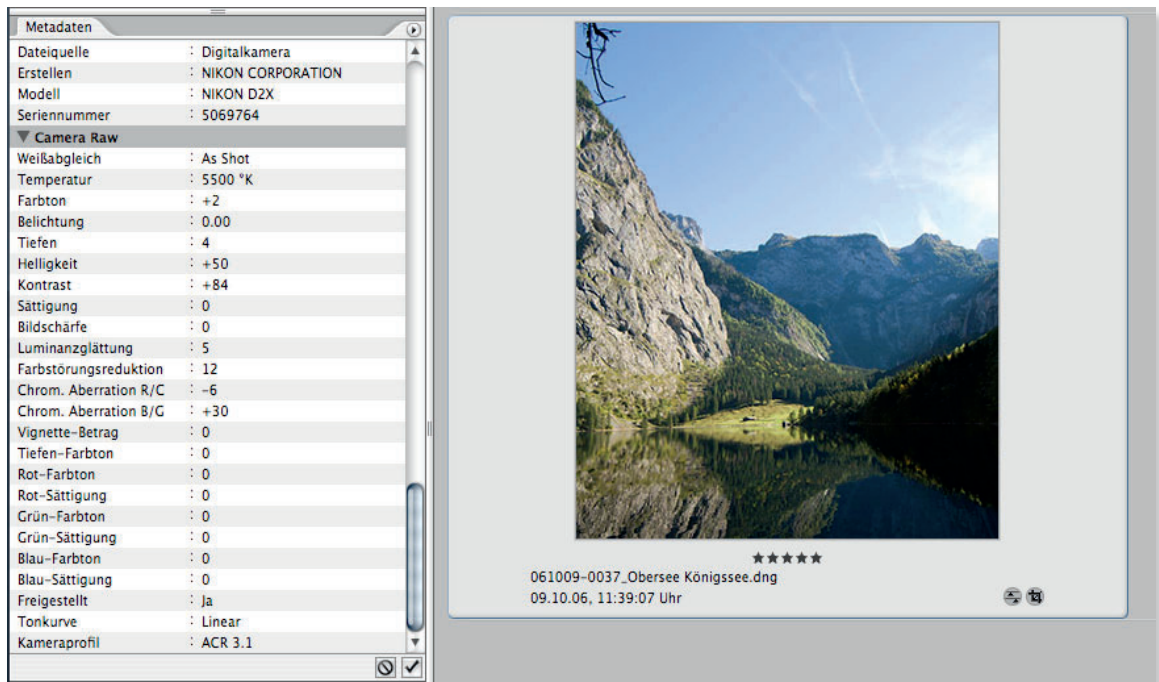 Metadaten
Dateiquelle : Digitalkamera
Erstellen : NIKON CORPORATION
Modell : NIKON D2X
Seriennummer : 5069764
Camera Raw
Weißabgleich : As Shot
Temperatur : 5500 °K
Farbton : +2
Belichtung : 0.00
Tiefen : 4
Helligkeit : +50
Kontrast : +84
Sättigung : 0
Bildschärfe : 0
Luminanzglättung : 5
Farbstörungsreduktion : 12
Chrom. Aberration R/C : -6
Chrom. Aberration B/G : +30
Vignette-Betrag : 0
Tiefen-Farbton : 0
Rot-Farbton : 0
Rot-Sättigung : 0
Grün-Farbton : 0
Grün-Sättigung : 0
Blau-Farbton : 0
Blau-Sättigung : 0
Freigestellt : Ja
Tonkurve : Linear
Kameraprofil : ACR 3.1
061009-0037_Obersee Königssee.dng
09.10.06, 11:39:07 Uhr